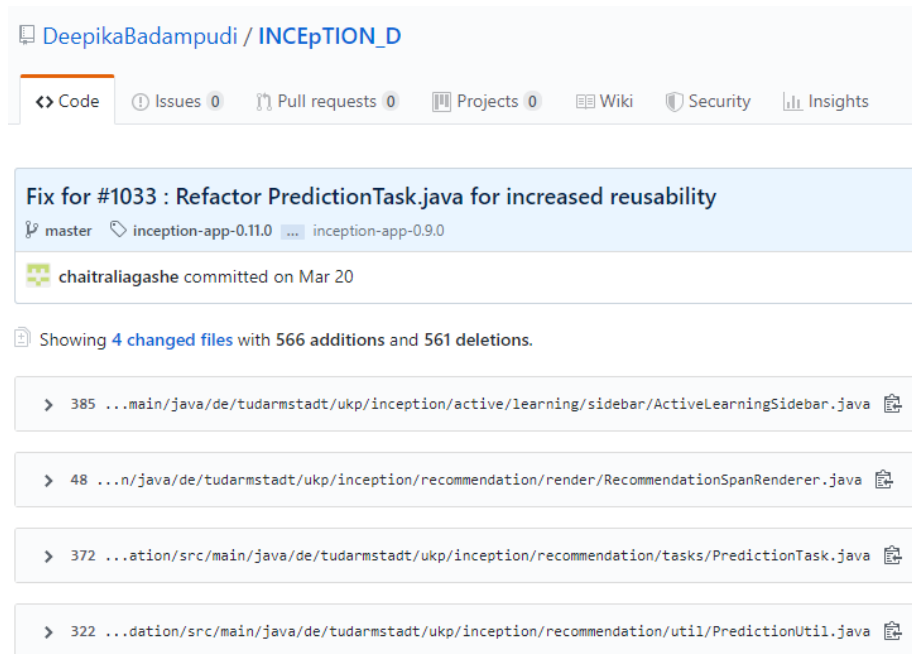 DeepikaBadampudi / INCEpTION_D
Code Issues 0 Pull requests 0 Projects 0 Wiki Security Insights
Fix for #1033 : Refactor PredictionTask.java for increased reusability
master inception-app-0.11.0 ... inception-app-0.9.0
chaitraliagashe committed on Mar 20
Showing 4 changed files with 566 additions and 561 deletions.
385 ...main/java/de/tudarmstadt/ukp/inception/active/learning/sidebar/ActiveLearningSidebar.java
48 ...n/java/de/tudarmstadt/ukp/inception/recommendation/render/RecommendationSpanRenderer.java
372 ...ation/src/main/java/de/tudarmstadt/ukp/inception/recommendation/tasks/PredictionTask.java
322 ...dation/src/main/java/de/tudarmstadt/ukp/inception/recommendation/util/PredictionUtil.java